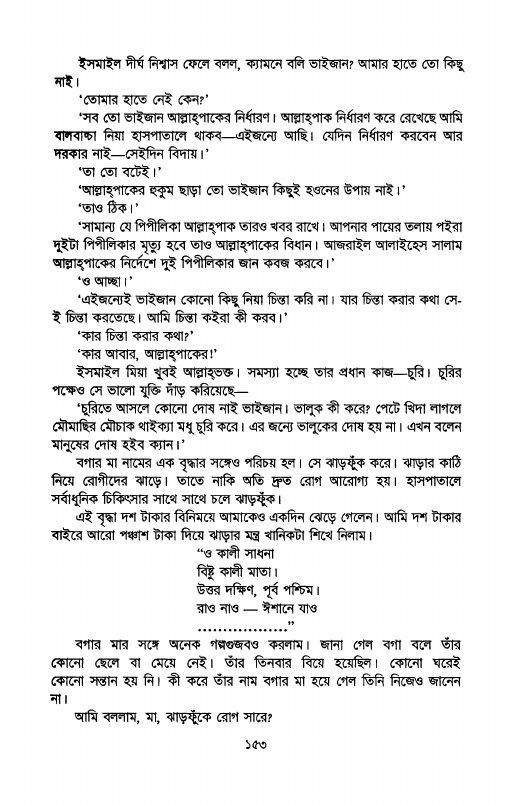 ইসমাইল দীর্ঘ নিশ্বাস ফেলে বলল, ক্যামনে বলি ভাইজান? আমার হাতে তো কিছু
নাই।
‘তোমার হাতে নেই কেন?’
‘সব তো ভাইজান আল্লাহ্‌পাকের নির্ধারণ। আল্লাহ্‌পাক নির্ধারণ করে রেখেছে আমি
বালবাচ্চা নিয়া হাসপাতালে থাকব—এইজন্যে আছি। যেদিন নির্ধারণ করবেন আর
দরকার নাই—সেইদিন বিদায়।’
‘তা তো বটেই।’
‘আল্লাহ্‌পাকের হুকুম ছাড়া তো ভাইজান কিছুই হওনের উপায় নাই।’
‘তাও ঠিক।’
‘সামান্য যে পিপীলিকা আল্লাহ্‌পাক তারও খবর রাখে। আপনার পায়ের তলায় পইরা
দুইটা পিপীলিকার মৃত্যু হবে তাও আল্লাহ্‌পাকের বিধান। আজরাইল আলাইহেস সালাম
আল্লাহ্‌পাকের নির্দেশে দুই পিপীলিকার জান কবজ করবে।’
‘ও আচ্ছা।’
‘এইজন্যেই ভাইজান কোনো কিছু নিয়া চিন্তা করি না। যার চিন্তা করার কথা সে-
ই চিন্তা করতেছে। আমি চিন্তা কইরা কী করব।’
‘কার চিন্তা করার কথা?’
‘কার আবার, আল্লাহ্‌পাকের!’
ইসমাইল মিয়া খুবই আল্লাহ্‌ভক্ত। সমস্যা হচ্ছে তার প্রধান কাজ—চুরি। চুরির
পক্ষেও সে ভালো যুক্তি দাঁড় করিয়েছে—
‘চুরিতে আসলে কোনো দোষ নাই ভাইজান। ভালুক কী করে? পেটে খিদা লাগলে
মৌমাছির মৌচাক থাইক্যা মধু চুরি করে। এর জন্যে ভালুকের দোষ হয় না। এখন বলেন
মানুষের দোষ হইব ক্যান।’
বগার মা নামের এক বৃদ্ধার সঙ্গেও পরিচয় হল। সে ঝাড়ফুঁক করে। ঝাড়ার কাঠি
নিয়ে রোগীদের ঝাড়ে। তাতে নাকি অতি দ্রুত রোগ আরোগ্য হয়। হাসপাতালে
সর্বাধুনিক চিকিৎসার সাথে সাথে চলে ঝাড়ফুঁক।
এই বৃদ্ধা দশ টাকার বিনিময়ে আমাকেও একদিন ঝেড়ে গেলেন। আমি দশ টাকার
বাইরে আরো পঞ্চাশ টাকা দিয়ে ঝাড়ার মন্ত্র খানিকটা শিখে নিলাম।
“ও কালী সাধনা
বিষ্টু কালী মাতা।
উত্তর দক্ষিণ, পূর্ব পশ্চিম।
রাও নাও — ঈশানে যাও
..................”
বগার মার সঙ্গে অনেক গল্পগুজবও করলাম। জানা গেল বগা বলে তাঁর
কোনো ছেলে বা মেয়ে নেই। তাঁর তিনবার বিয়ে হয়েছিল। কোনো ঘরেই
কোনো সন্তান হয় নি। কী করে তাঁর নাম বগার মা হয়ে গেল তিনি নিজেও জানেন
না।
আমি বললাম, মা, ঝাড়ফুঁকে রোগ সারে?
১৫৩